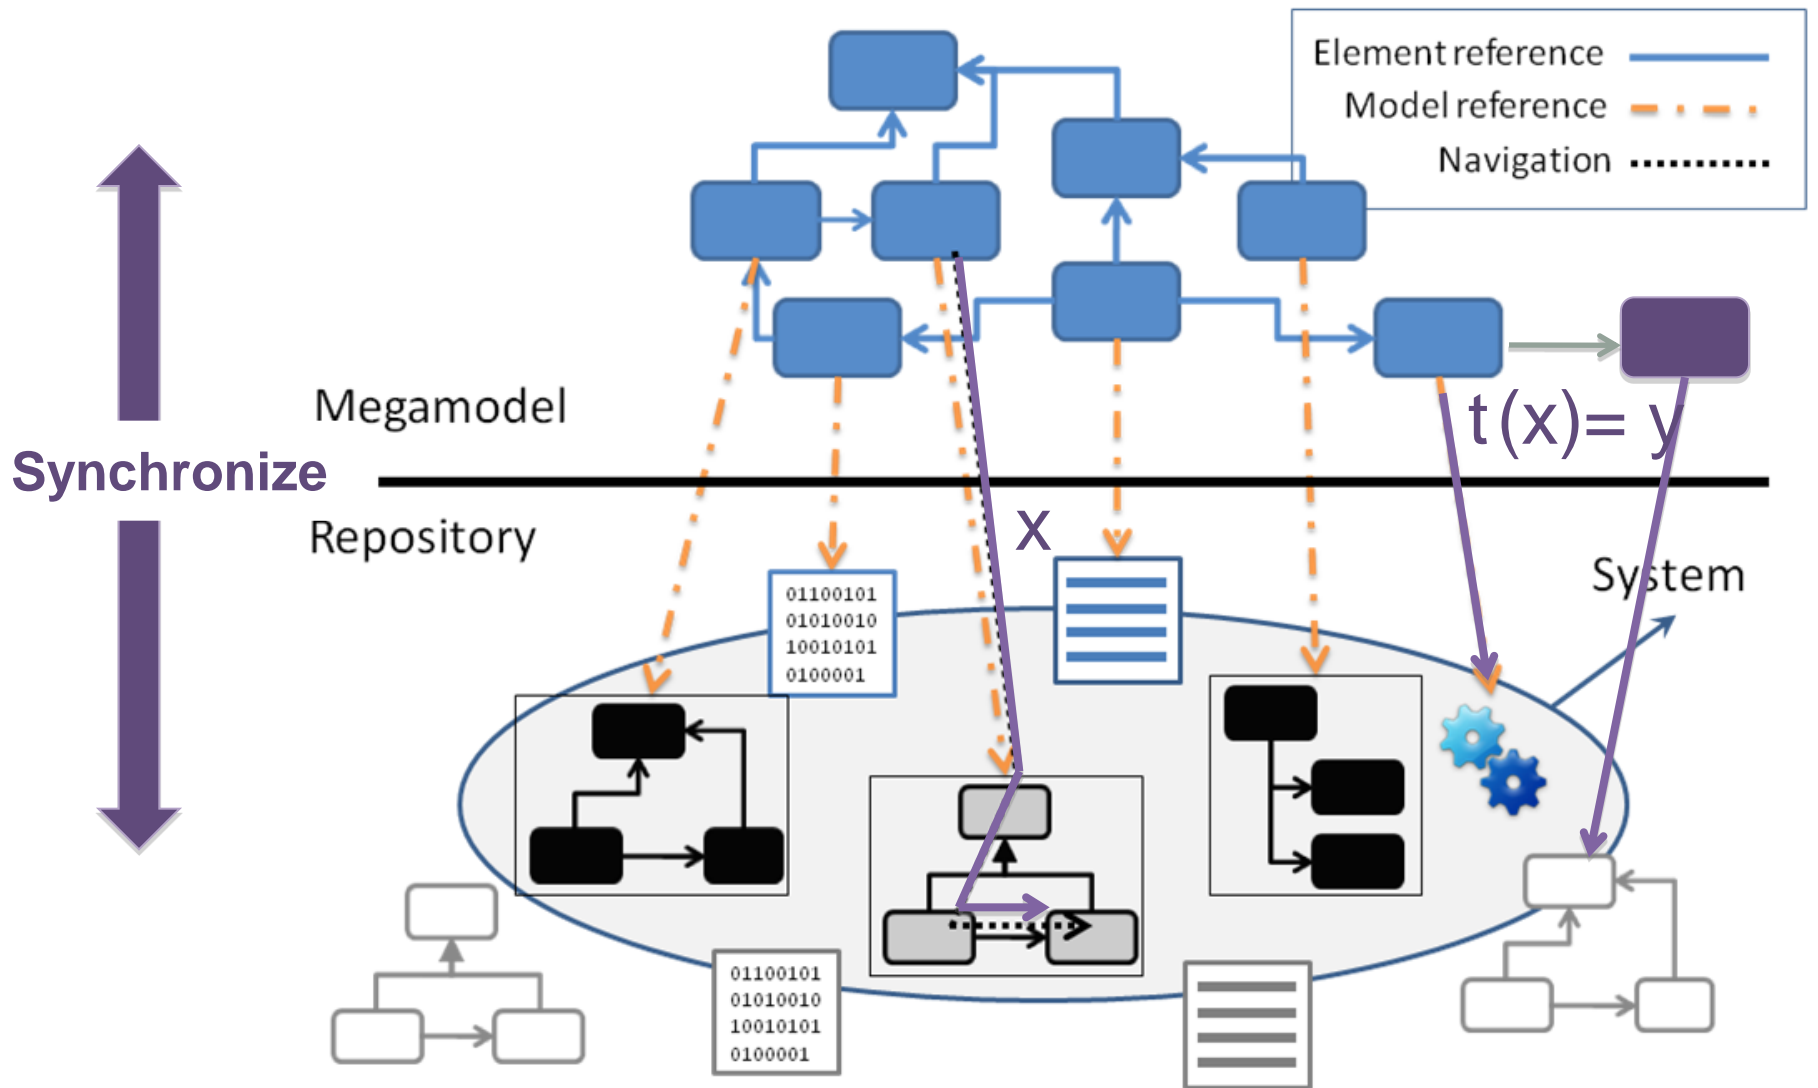 Element reference
Model reference
Navigation
Megamodel
t(x)= y
Synchronize
Repository
x
System
01100101
01010010
10010101
0100001
01100101
01010010
10010101
0100001